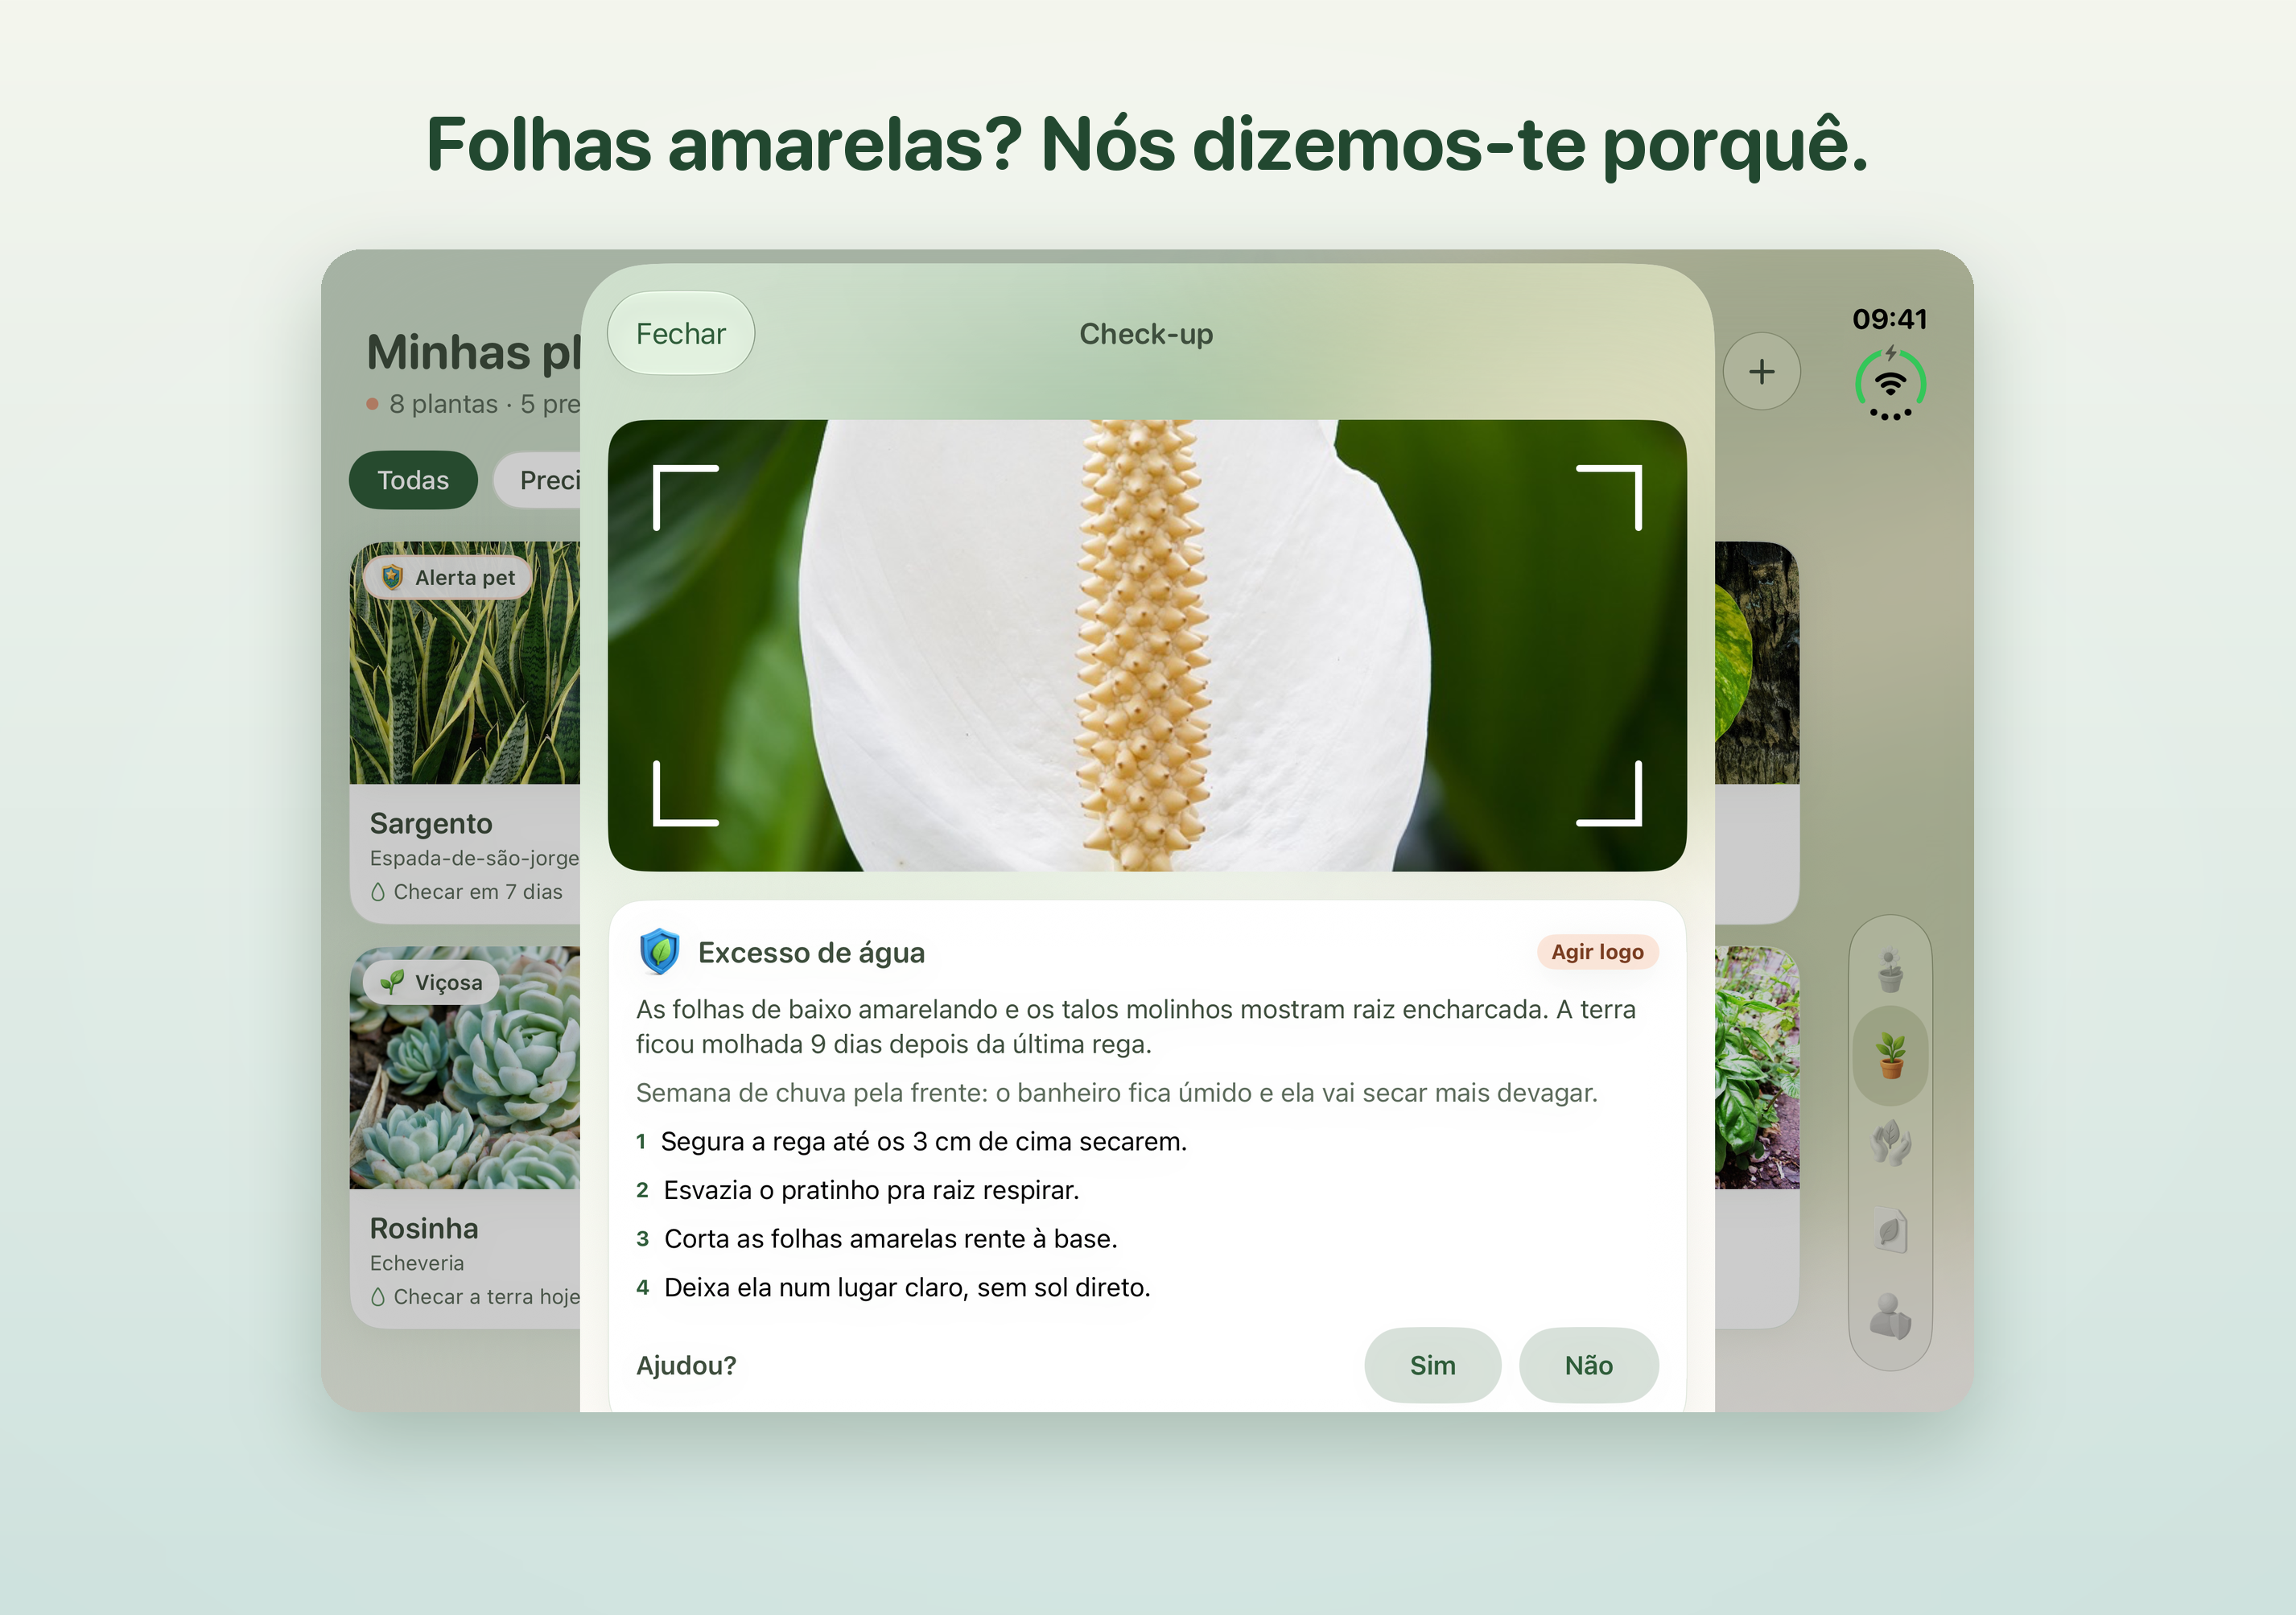 Folhas amarelas? Nós dizemos-te porquê.
Minhas pl
8 plantas · 5 pre
Todas
Preci
Fechar
Check-up
09:41
Alerta pet
Sargento
Espada-de-são-jorge
Checar em 7 dias
Viçosa
Rosinha
Echeveria
Checar a terra hoje
Excesso de água
Agir logo
As folhas de baixo amarelando e os talos molinhos mostram raiz encharcada. A terra
ficou molhada 9 dias depois da última rega.
Semana de chuva pela frente: o banheiro fica úmido e ela vai secar mais devagar.
1 Segura a rega até os 3 cm de cima secarem.
2 Esvazia o pratinho pra raiz respirar.
3 Corta as folhas amarelas rente à base.
4 Deixa ela num lugar claro, sem sol direto.
Ajudou?
Sim
Não